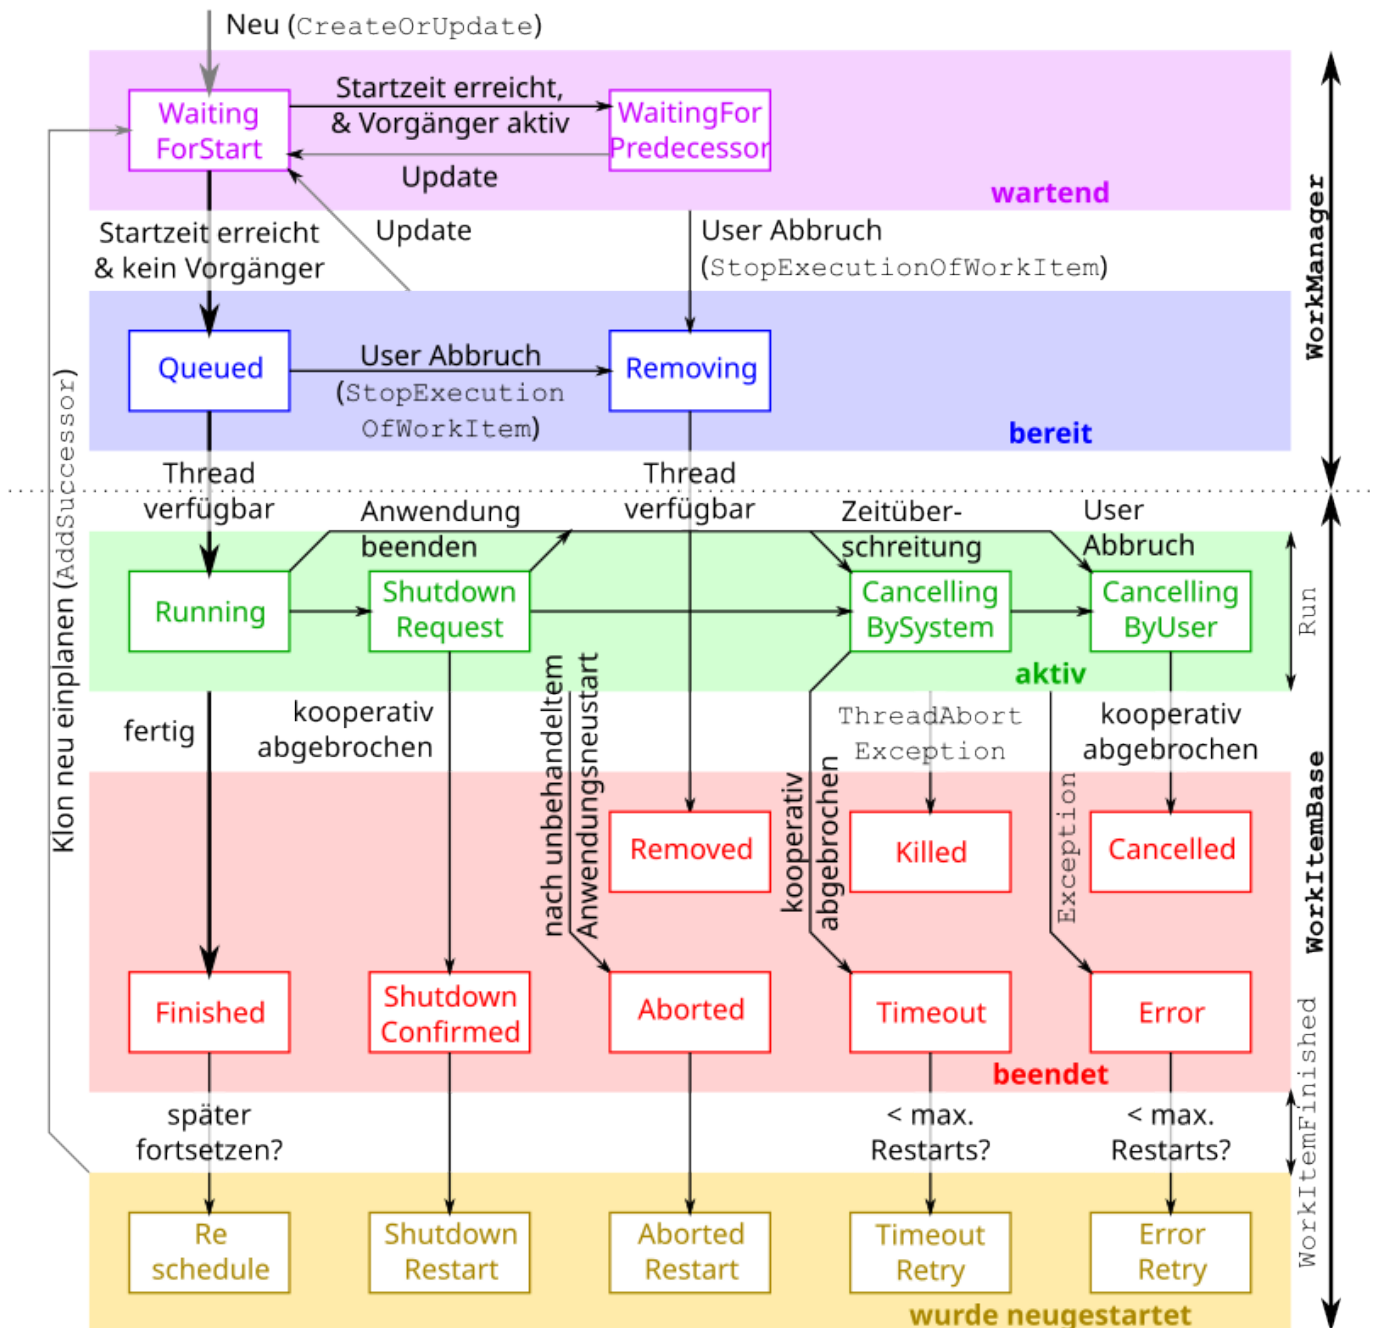 Neu (CreateOrUpdate)
Waiting
ForStart
Startzeit erreicht,
& Vorgänger aktiv
WaitingFor
Predecessor
Update
wartend
Startzeit erreicht
& kein Vorgänger
Update
User Abbruch
(StopExecutionOfWorkItem)
WorkManager
Queued
User Abbruch
(StopExecution
OfWorkItem)
Removing
bereit
Thread
verfügbar
Thread
verfügbar
Anwendung
beenden
Zeitüber-
schreitung
User
Abbruch
Running
Shutdown
Request
Cancelling
BySystem
Cancelling
ByUser
aktiv
Run
Klon neu einplanen (AddSuccessor)
fertig
kooperativ
abgebrochen
nach unbehandeltem
Anwendungsneustart
kooperativ
abgebrochen
ThreadAbort
Exception
Exception
kooperativ
abgebrochen
WorkItemBase
Removed
Killed
Cancelled
Finished
Shutdown
Confirmed
Aborted
Timeout
Error
beendet
WorkItemFinished
später
fortsetzen?
< max.
Restarts?
< max.
Restarts?
Re
schedule
Shutdown
Restart
Aborted
Restart
Timeout
Retry
Error
Retry
wurde neugestartet